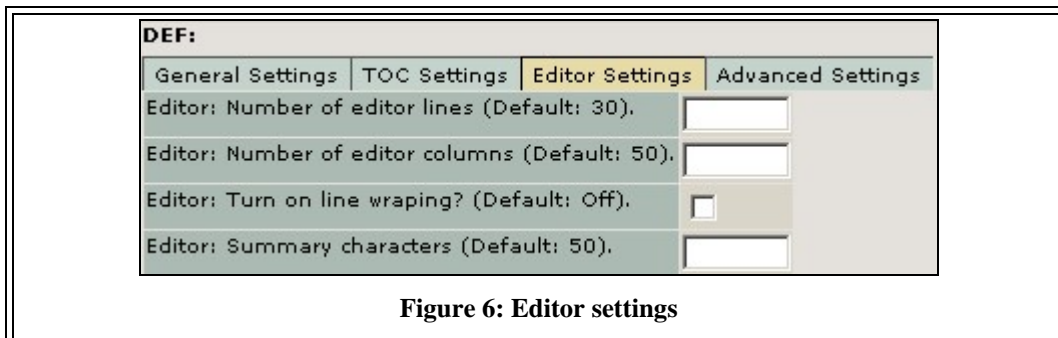 DEF:
General Settings TOC Settings Editor Settings Advanced Settings
Editor: Number of editor lines (Default: 30).
Editor: Number of editor columns (Default: 50).
Editor: Turn on line wraping? (Default: Off).
Editor: Summary characters (Default: 50).
Figure 6: Editor settings